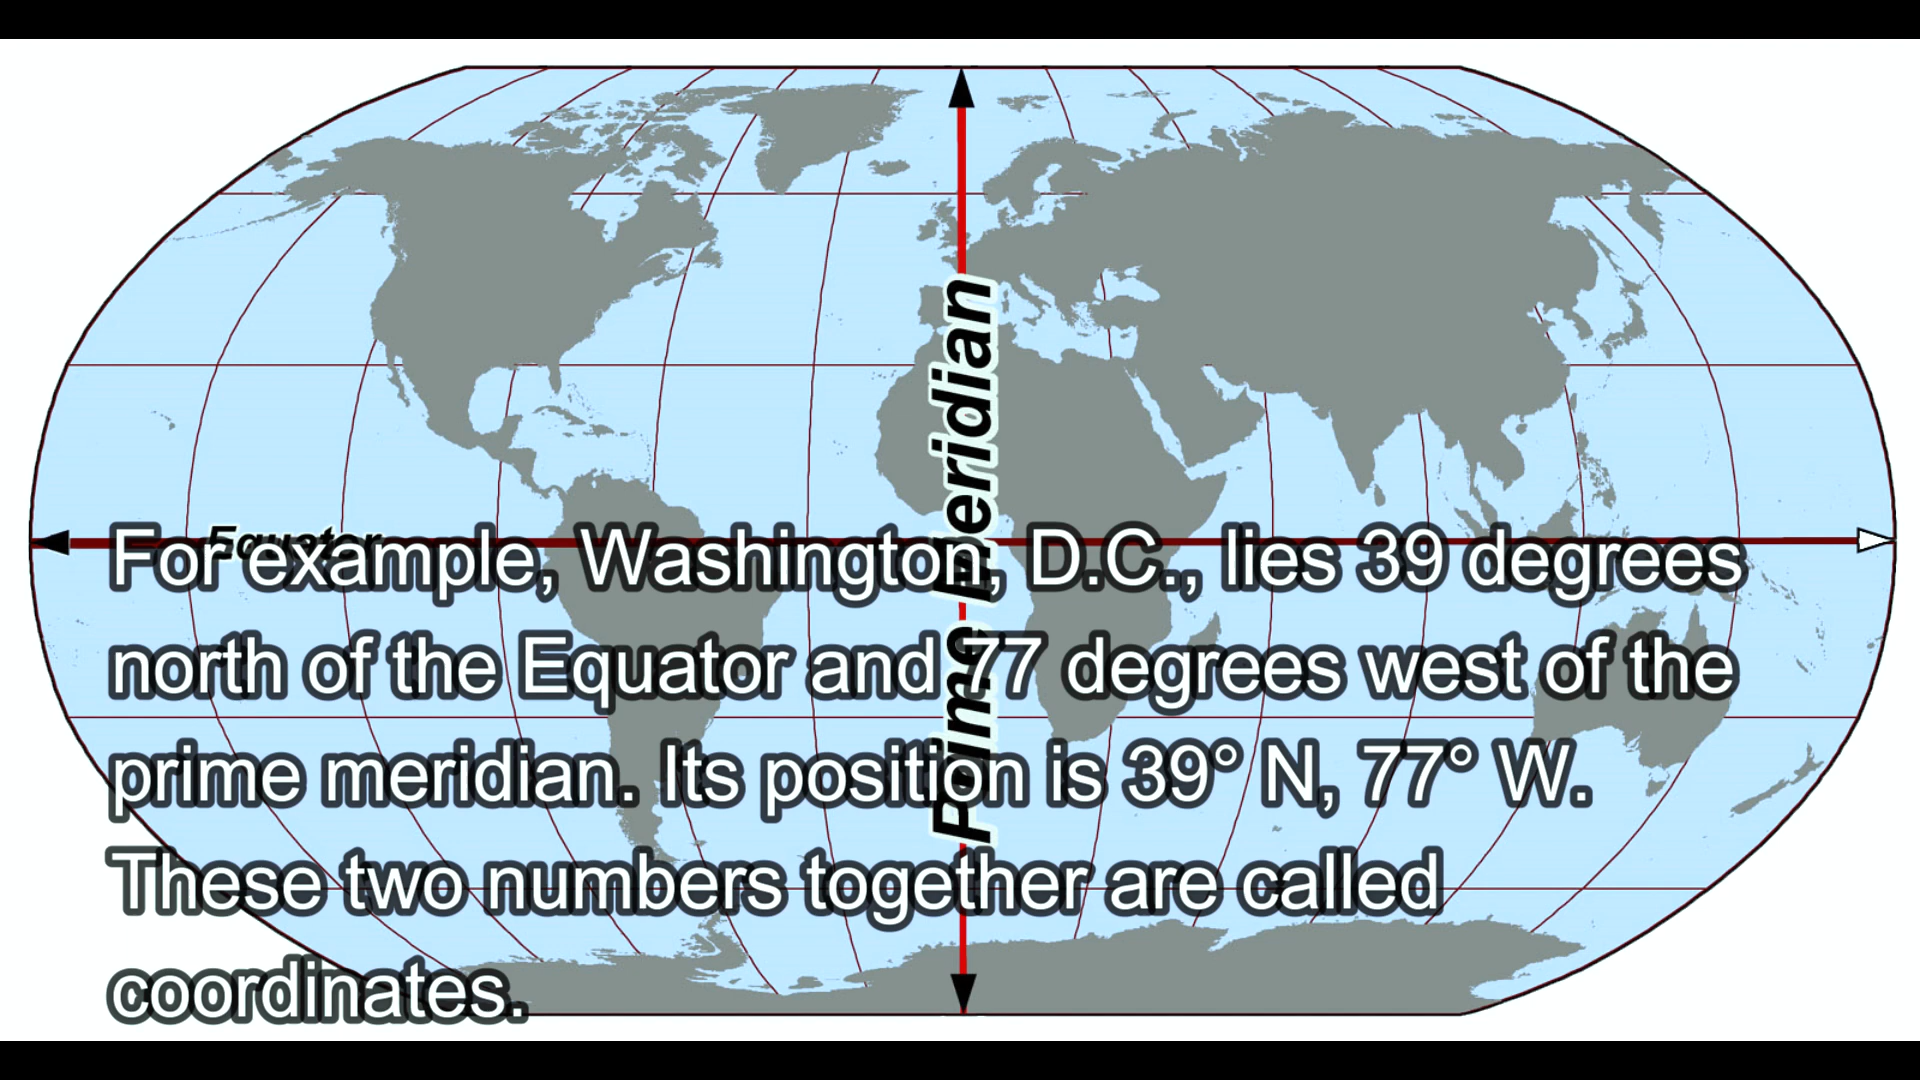 Prime Meridian
Equator
For example, Washington, D.C., lies 39 degrees
north of the Equator and 77 degrees west of the
prime meridian. Its position is 39° N, 77° W.
These two numbers together are called
coordinates.